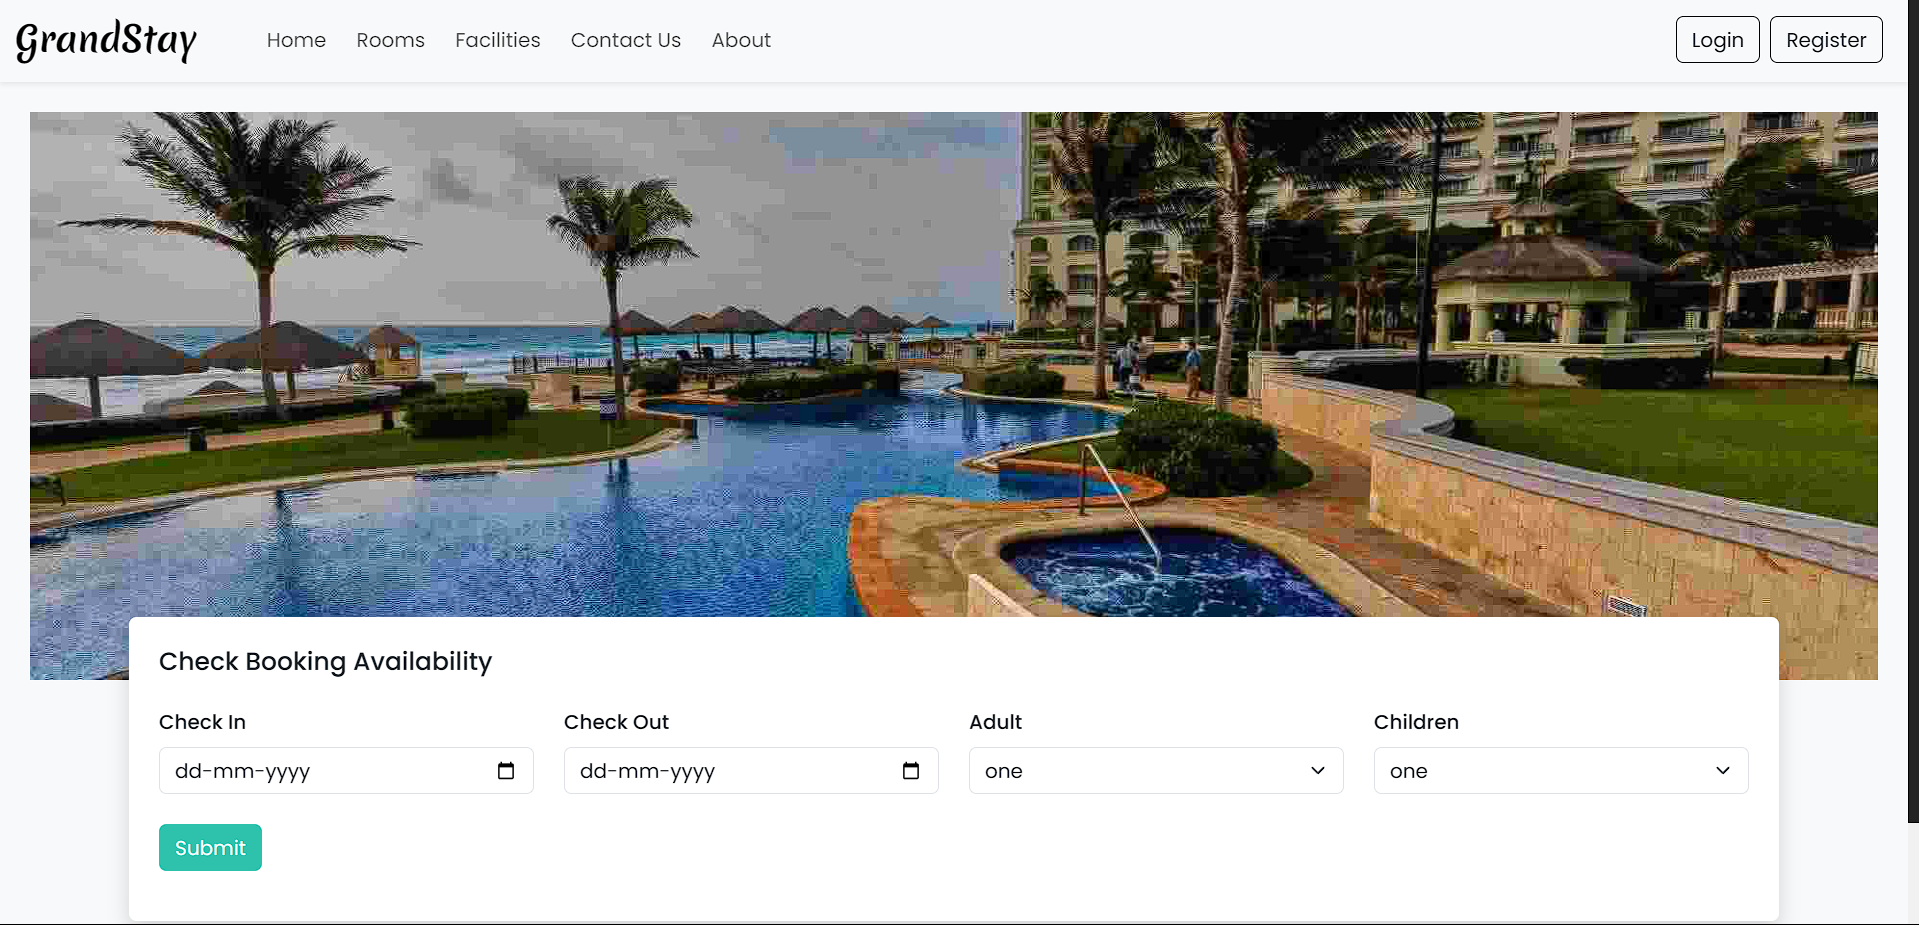 GrandStay Home Rooms Facilities Contact Us About Login Register
Check Booking Availability
Check In Check Out Adult Children
dd-mm-yyyy dd-mm-yyyy one one
Submit